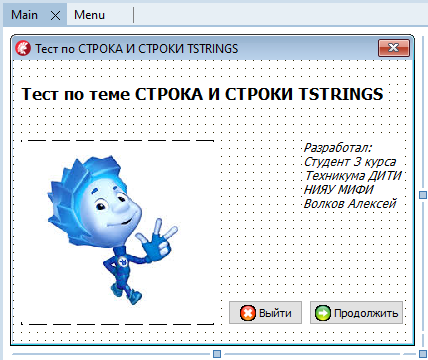 Main
Menu
Тест по СТРОКА И СТРОКИ TSTRINGS
Тест по теме СТРОКА И СТРОКИ TSTRINGS
Разработал:
Студент 3 курса
Техникума ДИТИ
НИЯУ МИФИ
Волков Алексей
Выйти
Продолжить